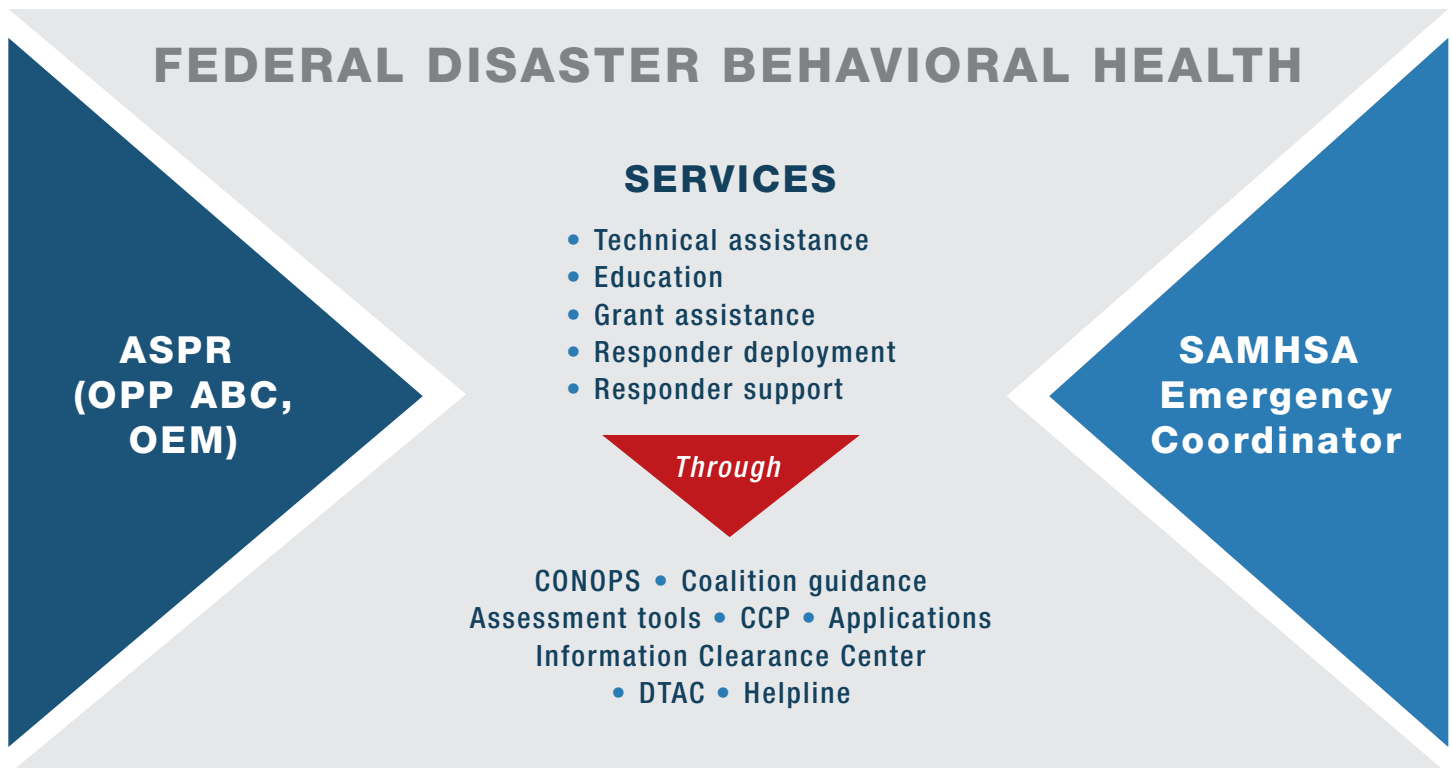 FEDERAL DISASTER BEHAVIORAL HEALTH
ASPR
(OPP ABC,
OEM)
SERVICES
• Technical assistance
• Education
• Grant assistance
• Responder deployment
• Responder support
Through
CONOPS • Coalition guidance
Assessment tools • CCP • Applications
Information Clearance Center
• DTAC • Helpline
SAMHSA
Emergency
Coordinator